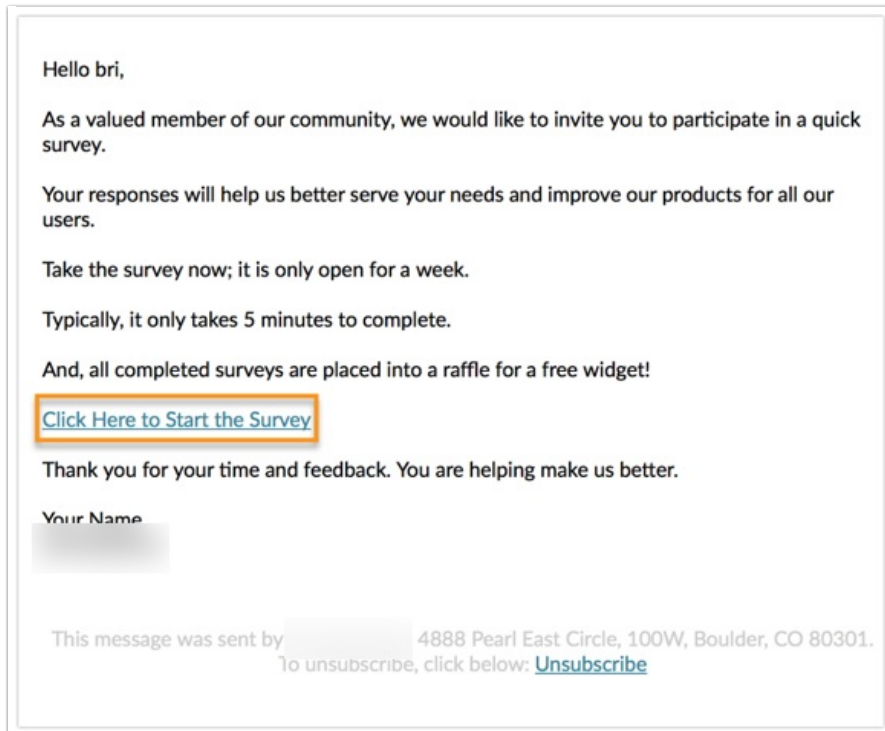 Hello bri,
As a valued member of our community, we would like to invite you to participate in a quick
survey.
Your responses will help us better serve your needs and improve our products for all our
users.
Take the survey now; it is only open for a week.
Typically, it only takes 5 minutes to complete.
And, all completed surveys are placed into a raffle for a free widget!
Click Here to Start the Survey
Thank you for your time and feedback. You are helping make us better.
Your Name
This message was sent by 4888 Pearl East Circle, 100W, Boulder, CO 80301.
To unsubscribe, click below: Unsubscribe